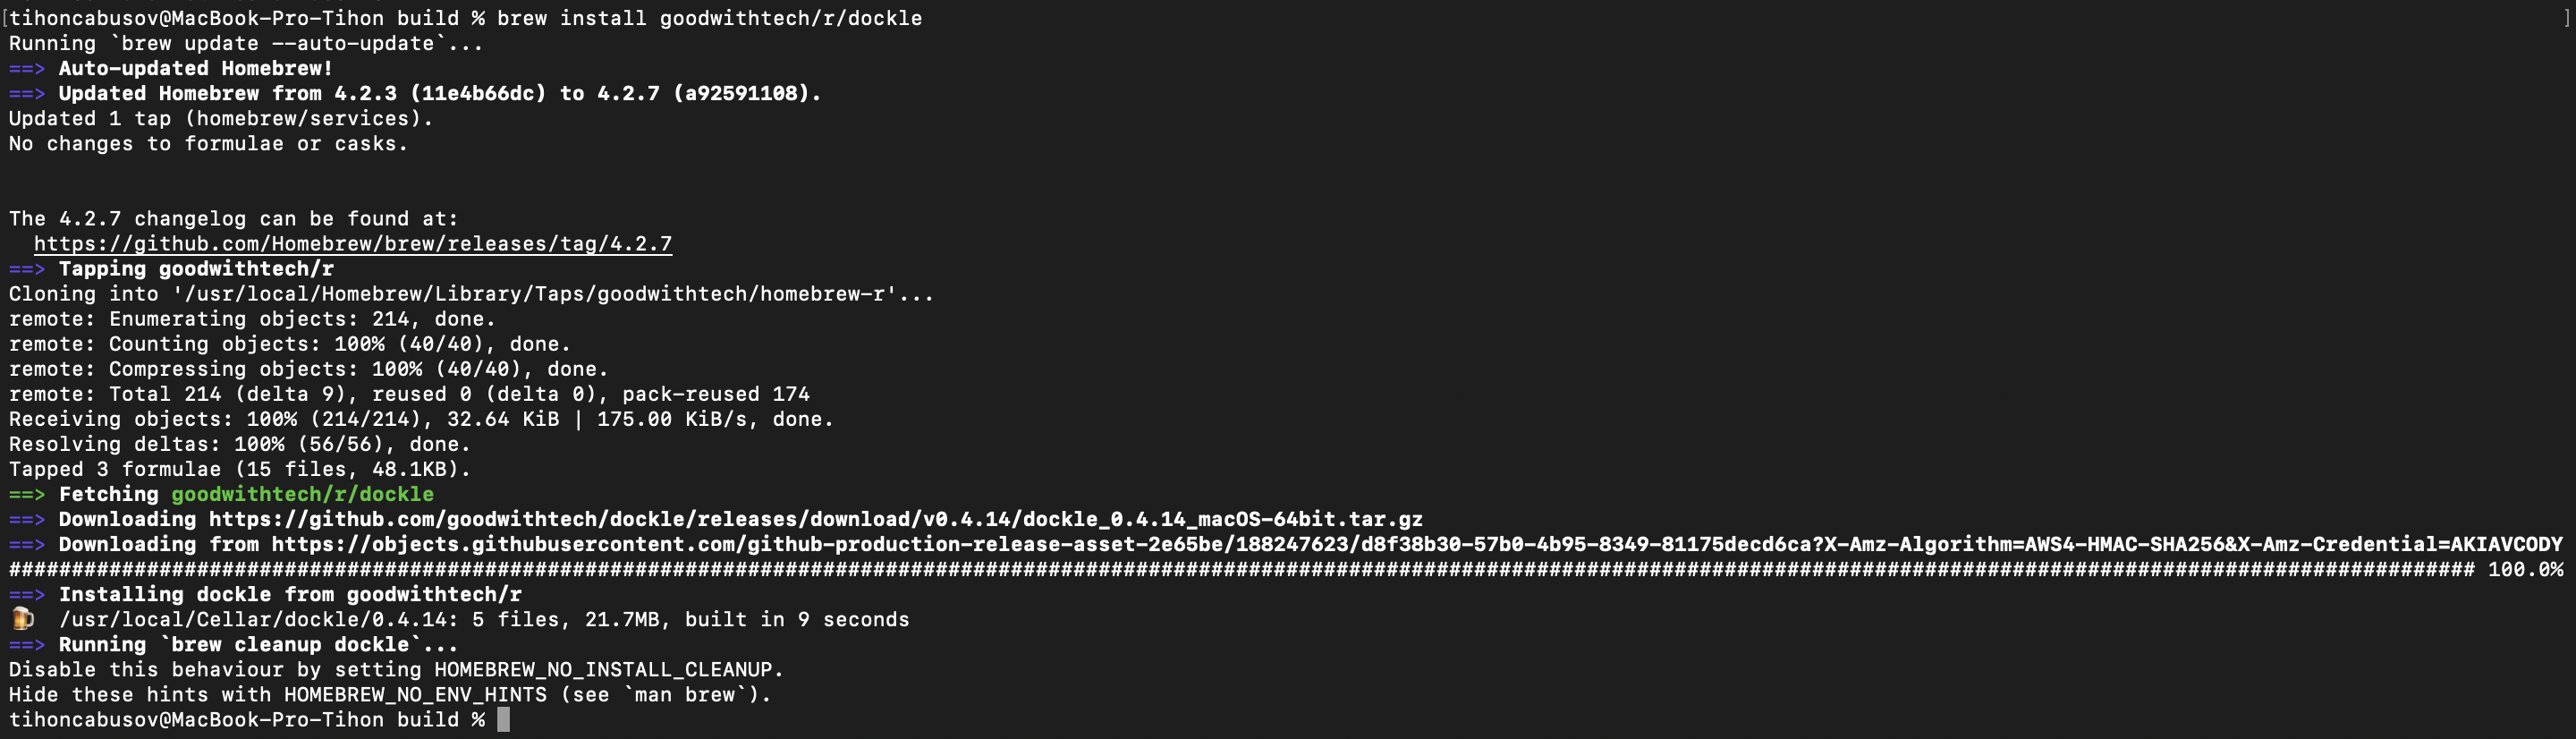 [tihoncabusov@MacBook-Pro-Tihon build % brew install goodwithtech/r/dockle ]
Running `brew update --auto-update`...
==> Auto-updated Homebrew!
==> Updated Homebrew from 4.2.3 (11e4b66dc) to 4.2.7 (a92591108).
Updated 1 tap (homebrew/services).
No changes to formulae or casks.
The 4.2.7 changelog can be found at:
https://github.com/Homebrew/brew/releases/tag/4.2.7
==> Tapping goodwithtech/r
Cloning into '/usr/local/Homebrew/Library/Taps/goodwithtech/homebrew-r'...
remote: Enumerating objects: 214, done.
remote: Counting objects: 100% (40/40), done.
remote: Compressing objects: 100% (40/40), done.
remote: Total 214 (delta 9), reused 0 (delta 0), pack-reused 174
Receiving objects: 100% (214/214), 32.64 KiB | 175.00 KiB/s, done.
Resolving deltas: 100% (56/56), done.
Tapped 3 formulae (15 files, 48.1KB).
==> Fetching goodwithtech/r/dockle
==> Downloading https://github.com/goodwithtech/dockle/releases/download/v0.4.14/dockle_0.4.14_macOS-64bit.tar.gz
==> Downloading from https://objects.githubusercontent.com/github-production-release-asset-2e65be/188247623/d8f38b30-57b0-4b95-8349-81175decd6ca?X-Amz-Algorithm=AWS4-HMAC-SHA256&X-Amz-Credential=AKIAVCODY
##################################################################################################################################################################################################### 100.0%
==> Installing dockle from goodwithtech/r
🍺 /usr/local/Cellar/dockle/0.4.14: 5 files, 21.7MB, built in 9 seconds
==> Running `brew cleanup dockle`...
Disable this behaviour by setting HOMEBREW_NO_INSTALL_CLEANUP.
Hide these hints with HOMEBREW_NO_ENV_HINTS (see `man brew`).
tihoncabusov@MacBook-Pro-Tihon build %